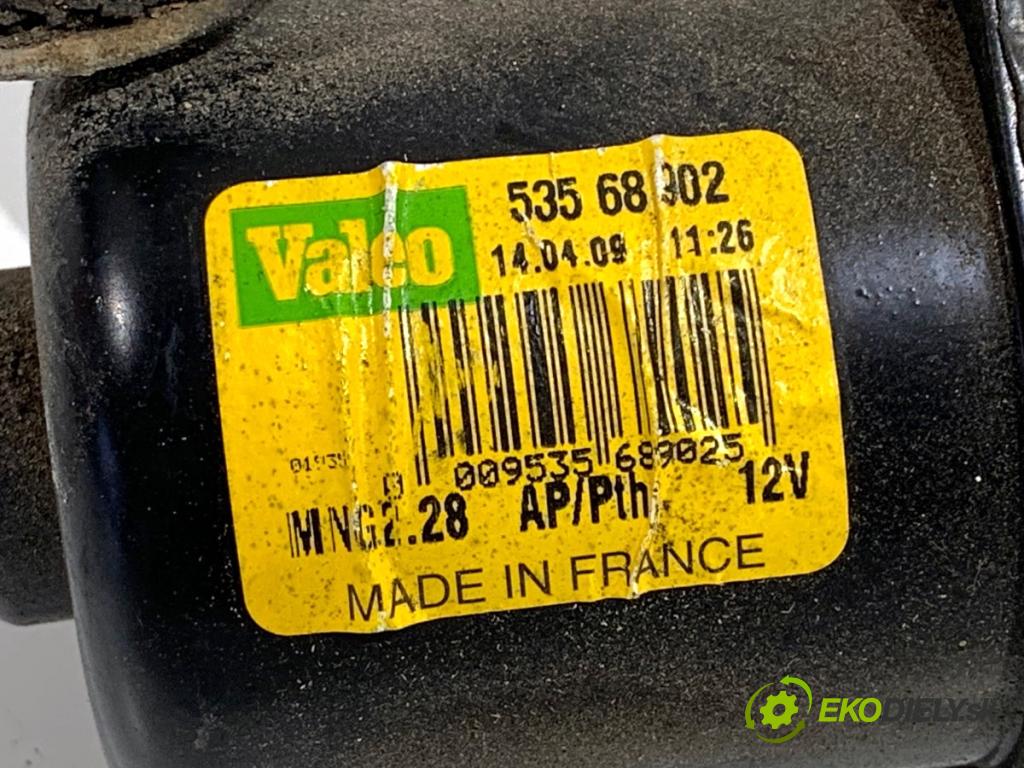 Valeo
535 68902
14.04.09 11:26
0 009535 689025
MNG2.28 AP/Pth. 12V
MADE IN FRANCE
EKODIELY.SK